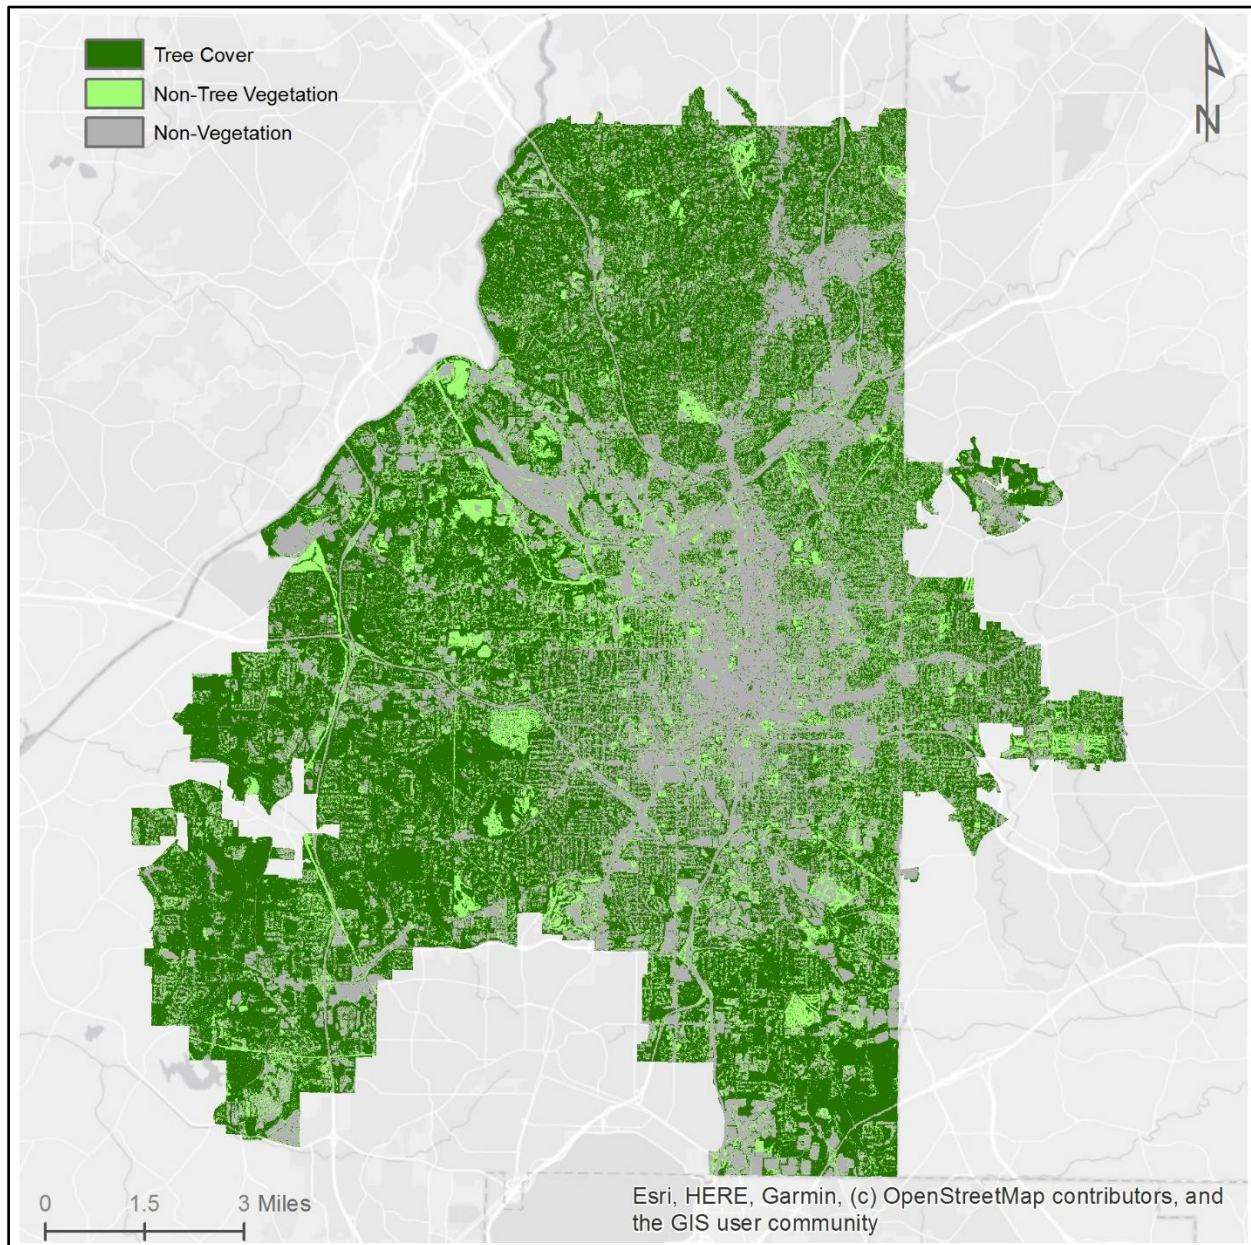 Tree Cover
Non-Tree Vegetation
Non-Vegetation
N
0 1.5 3 Miles
Esri, HERE, Garmin, (c) OpenStreetMap contributors, and
the GIS user community